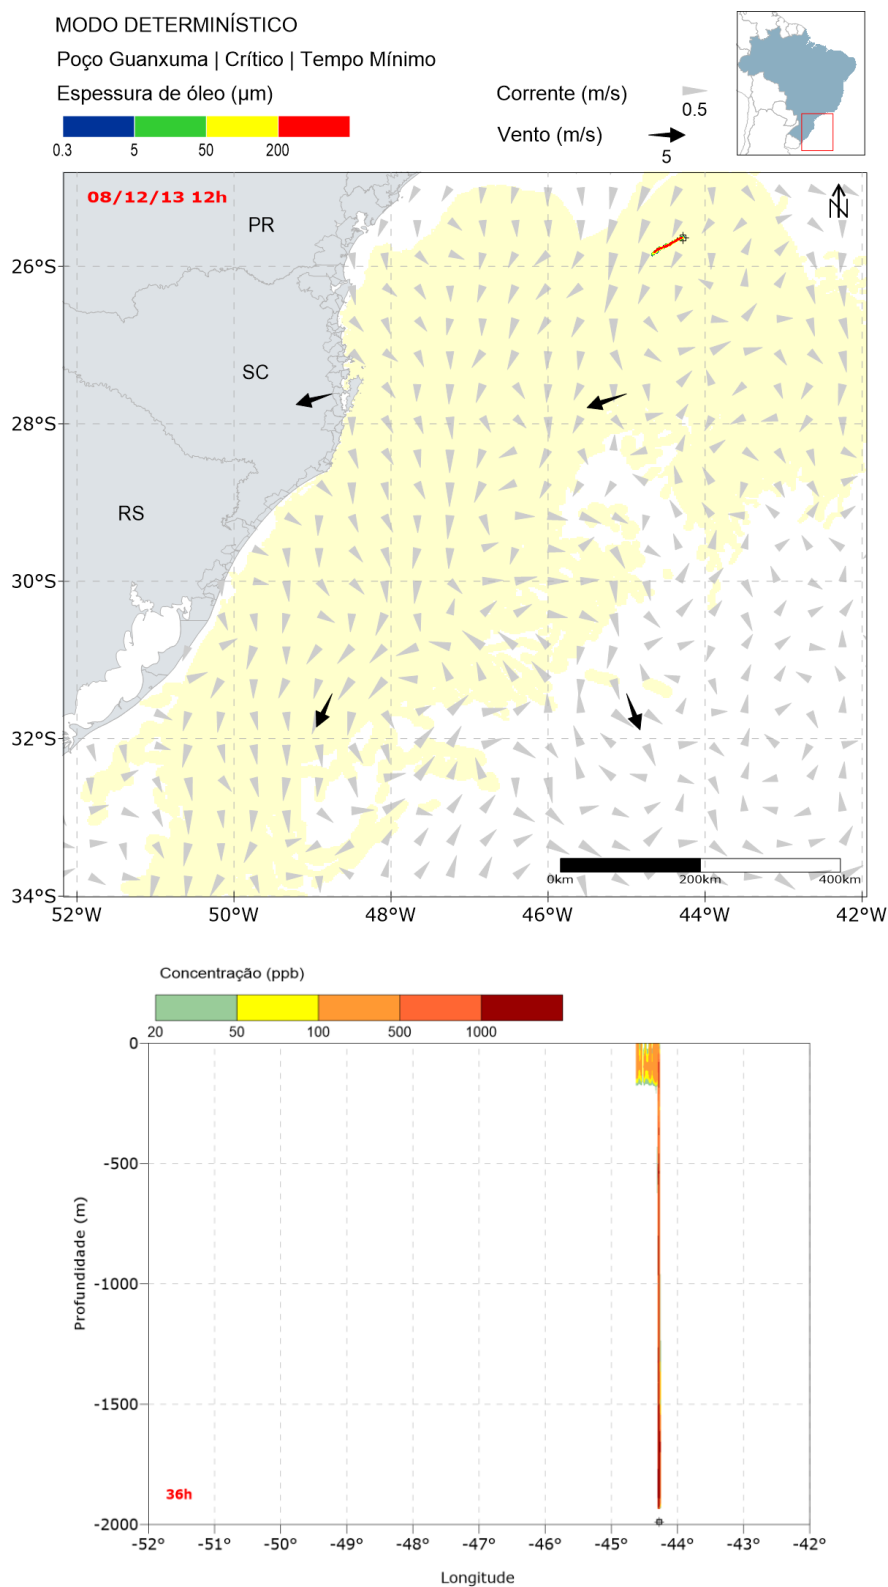 MODO DETERMINÍSTICO
Poço Guanxuma | Crítico | Tempo Mínimo
Espessura de óleo (µm)
0.3 5 50 200
Corrente (m/s)
0.5
Vento (m/s)
5
08/12/13 12h
N
PR
SC
RS
26°S
28°S
30°S
32°S
34°S
0km 200km 400km
52°W 50°W 48°W 46°W 44°W 42°W
Concentração (ppb)
20 50 100 500 1000
0
-500
-1000
-1500
-2000
Profundidade (m)
36h
-52° -51° -50° -49° -48° -47° -46° -45° -44° -43° -42°
Longitude